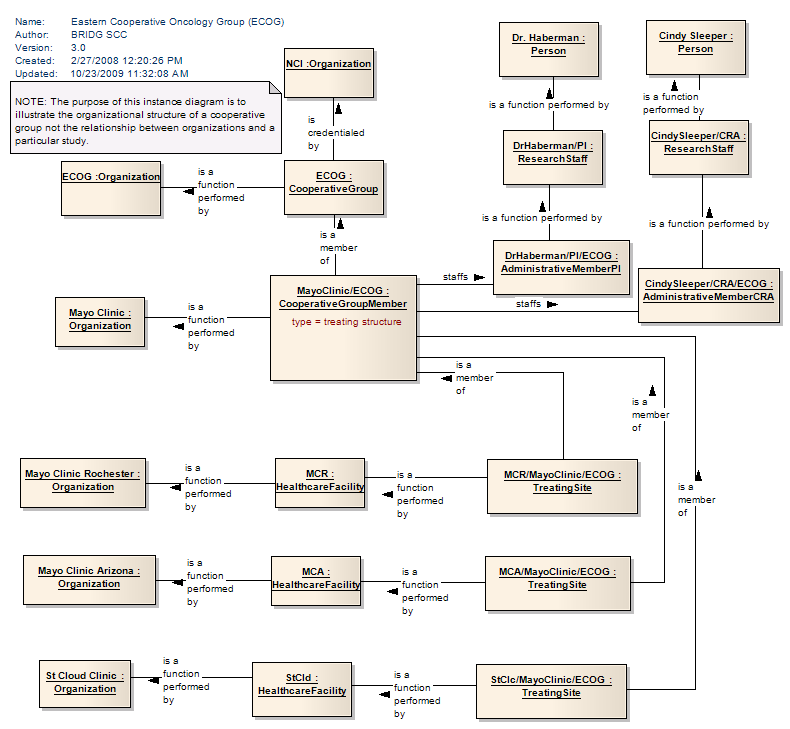 Name: Eastern Cooperative Oncology Group (ECOG)
Author: BRIDG SCC
Version: 3.0
Created: 2/27/2008 12:20:26 PM
Updated: 10/23/2009 11:32:08 AM
NOTE: The purpose of this instance diagram is to
illustrate the organizational structure of a cooperative
group not the relationship between organizations and a
particular study.
NCI :Organization
Dr. Haberman :
Person
Cindy Sleeper :
Person
is
credentialed
by
is a function performed by
is a function
performed by
DrHaberman/PI :
ResearchStaff
CindySleeper/CRA :
ResearchStaff
ECOG :Organization
is a
function
performed
by
ECOG :
CooperativeGroup
is a function performed by
is a function performed by
is a
member
of
DrHaberman/PI/ECOG :
AdministrativeMemberPI
CindySleeper/CRA/ECOG :
AdministrativeMemberCRA
staffs
staffs
Mayo Clinic :
Organization
is a
function
performed
by
MayoClinic/ECOG :
CooperativeGroupMember
type = treating structure
is a
member
of
is a
member
of
is a
member
of
Mayo Clinic Rochester :
Organization
is a
function
performed
by
MCR :
HealthcareFacility
is a
function
performed
by
MCR/MayoClinic/ECOG :
TreatingSite
Mayo Clinic Arizona :
Organization
is a
function
performed
by
MCA :
HealthcareFacility
is a
function
performed
by
MCA/MayoClinic/ECOG :
TreatingSite
St Cloud Clinic :
Organization
is a
function
performed
by
StCld :
HealthcareFacility
is a
function
performed
by
StClc/MayoClinic/ECOG :
TreatingSite